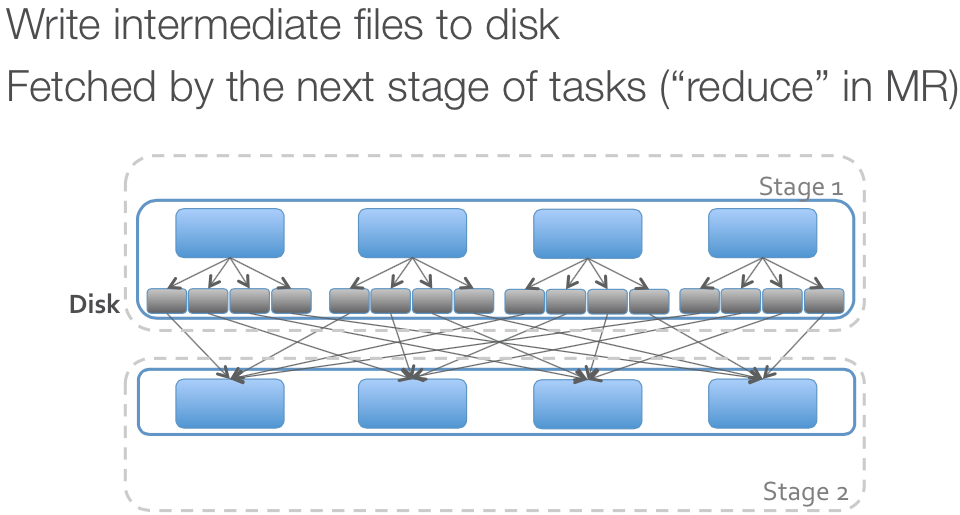 Write intermediate files to disk
Fetched by the next stage of tasks (“reduce” in MR)
Stage 1
Disk
Stage 2